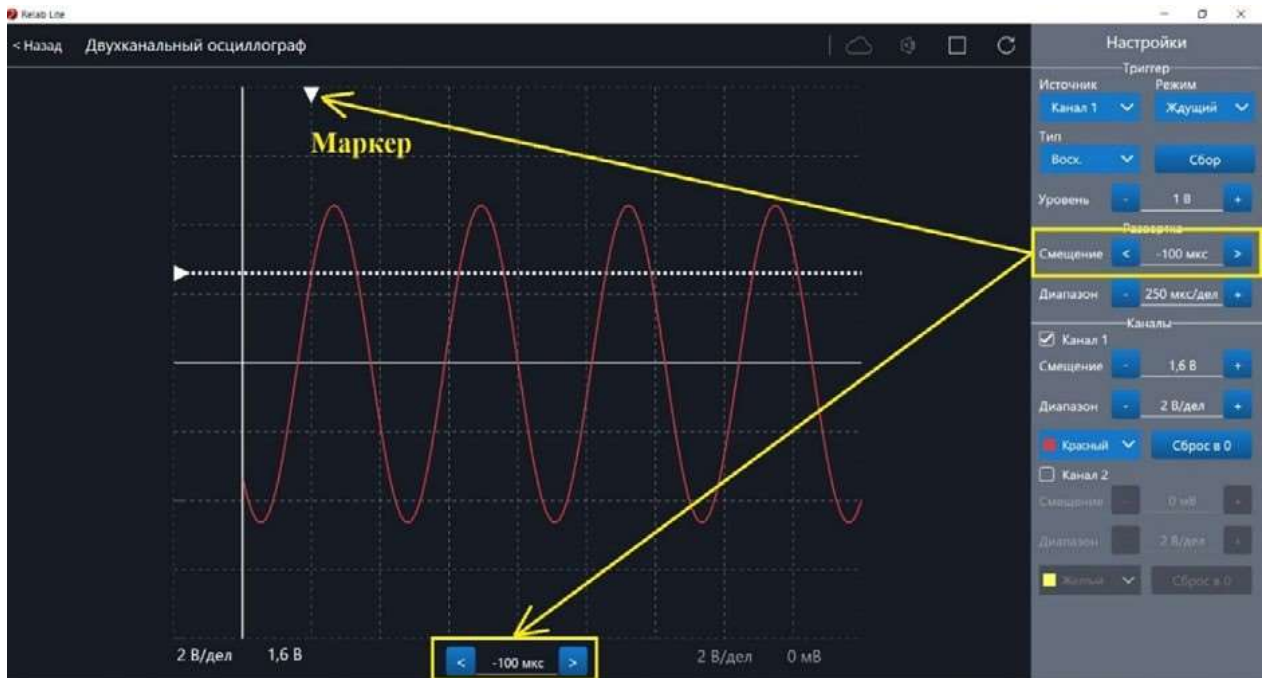 Relab Lite
< Назад Двухканальный осциллограф
Настройки
Триггер
Источник Режим
Канал 1 Ждущий
Тип
Восх. Сбор
Уровень - 1 В +
Развертка
Смещение < -100 мкс >
Диапазон - 250 мкс/дел +
Каналы
Канал 1
Смещение - 1,6 В +
Диапазон - 2 В/дел +
Красный Сброс в 0
Канал 2
Смещение - 0 мВ +
Диапазон - 2 В/дел +
Желтый Сброс в 0
Маркер
2 В/дел 1,6 В < -100 мкс > 2 В/дел 0 мВ